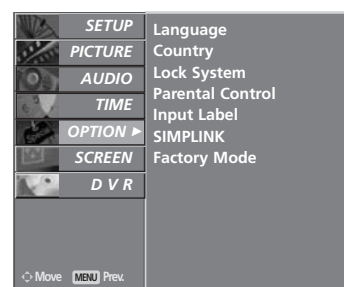 SETUP
PICTURE
AUDIO
TIME
OPTION ►
SCREEN
D V R
Language
Country
Lock System
Parental Control
Input Label
SIMPLINK
Factory Mode
Move MENU Prev.